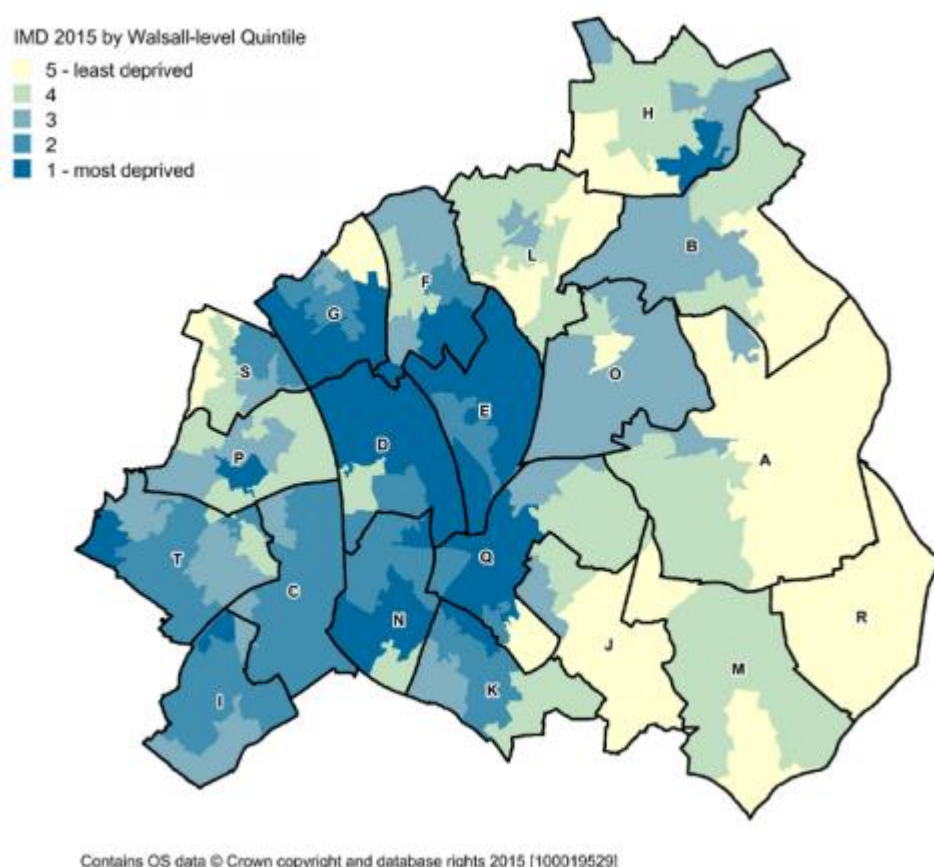 IMD 2015 by Walsall-level Quintile
5 - least deprived
4
3
2
1 - most deprived
H
B
L
F
G
O
S
E
D
A
P
Q
T
C
N
R
J
M
K
I
Contains OS data © Crown copyright and database rights 2015 [100019529]